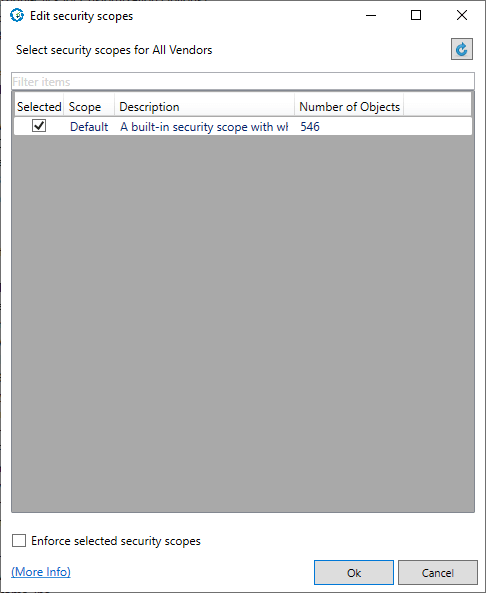 Edit security scopes
Select security scopes for All Vendors
Filter items
Selected Scope Description Number of Objects
Default A built-in security scope with 546
Enforce selected security scopes
(More Info)
Ok Cancel